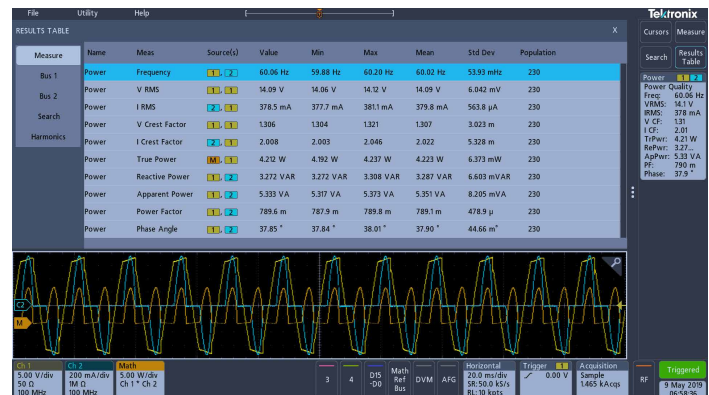 File Utility Help
Tektronix
RESULTS TABLE X
Cursors Measure
Search Results Table
Measure
Bus 1
Bus 2
Search
Harmonics
Name Meas Source(s) Value Min Max Mean Std Dev Population
Power Frequency 1, 2 60.06 Hz 59.88 Hz 60.20 Hz 60.02 Hz 53.93 mHz 230
Power V RMS 1, 1 14.09 V 14.06 V 14.12 V 14.09 V 6.042 mV 230
Power I RMS 2, 1 378.5 mA 377.7 mA 381.1 mA 379.8 mA 563.8 µA 230
Power V Crest Factor 1, 1 1.306 1.304 1.321 1.307 3.023 m 230
Power I Crest Factor 2, 1 2.008 2.003 2.046 2.022 5.328 m 230
Power True Power M, 1 4.212 W 4.192 W 4.237 W 4.223 W 6.373 mW 230
Power Reactive Power 1, 2 3.272 VAR 3.272 VAR 3.308 VAR 3.287 VAR 6.603 mVAR 230
Power Apparent Power 1, 2 5.333 VA 5.317 VA 5.373 VA 5.351 VA 8.205 mVA 230
Power Power Factor 1, 2 789.6 m 787.9 m 789.8 m 789.1 m 478.9 µ 230
Power Phase Angle 1, 2 37.85 ° 37.84 ° 38.01 ° 37.90 ° 44.66 m° 230
Power 1 2
Power Quality
Freq: 60.06 Hz
VRMS: 14.1 V
IRMS: 378 mA
V CF: 1.31
I CF: 2.01
TrPwr: 4.21 W
RePwr: 3.27...
ApPwr: 5.33 VA
PF: 790 m
Phase: 37.9 °
C2
M
Ch 1
5.00 V/div
50 Ω
100 MHz
Ch 2
200 mA/div
1M Ω
100 MHz
Math
5.00 W/div
Ch 1 * Ch 2
3
4
D15
-D0
Math
Ref
Bus
DVM
AFG
Horizontal
20.0 ms/div
SR: 50.0 kS/s
RL: 10 kpts
Trigger 1
0.00 V
Acquisition
Sample
1.465 kAcqs
RF
Triggered
9 May 2019
06:58:36